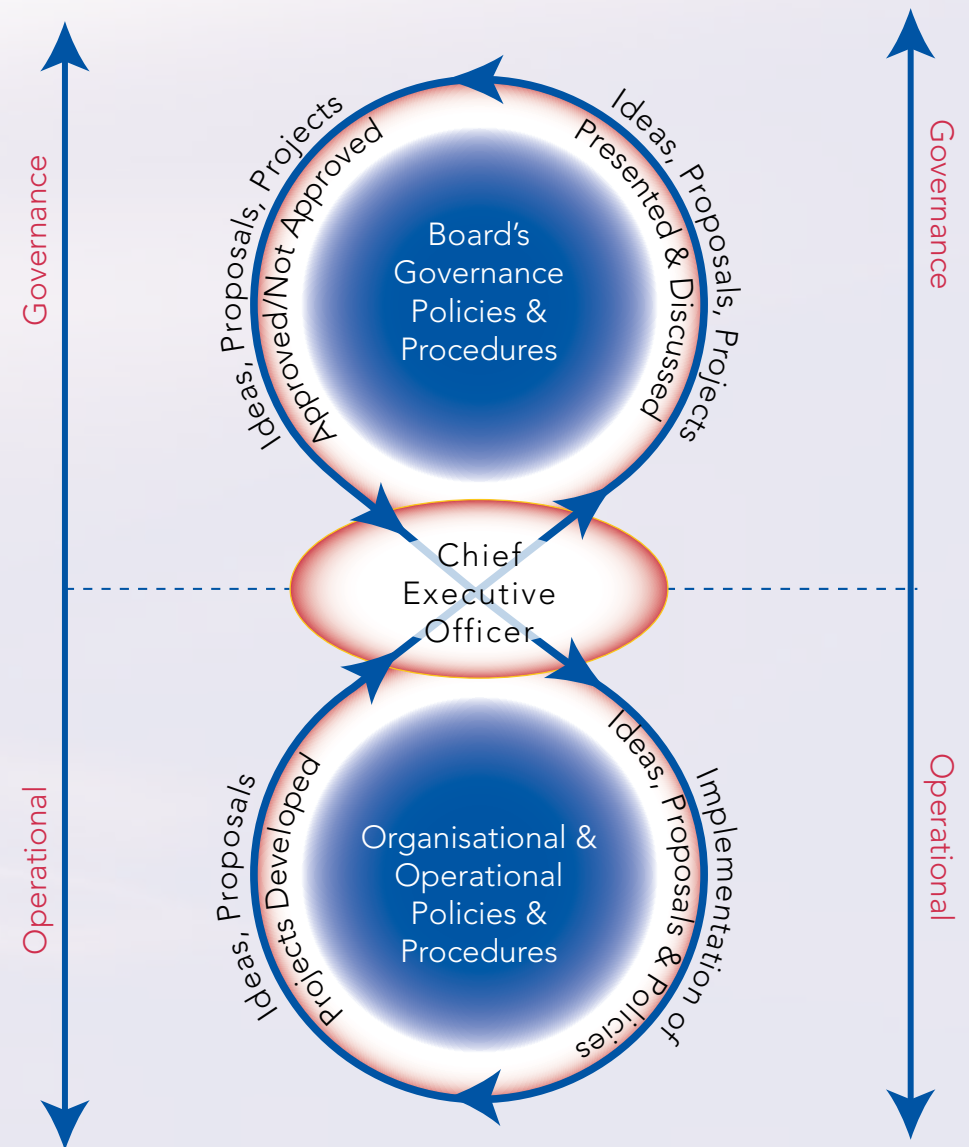 Governance
Ideas, Proposals, Projects
Approved/Not Approved
Board's
Governance
Policies &
Procedures
Ideas, Proposals, Projects
Presented & Discussed
Governance
Chief
Executive
Officer
Operational
Ideas, Proposals
Projects Developed
Organisational &
Operational
Policies &
Procedures
Implementation of
Ideas, Proposals & Policies
Operational